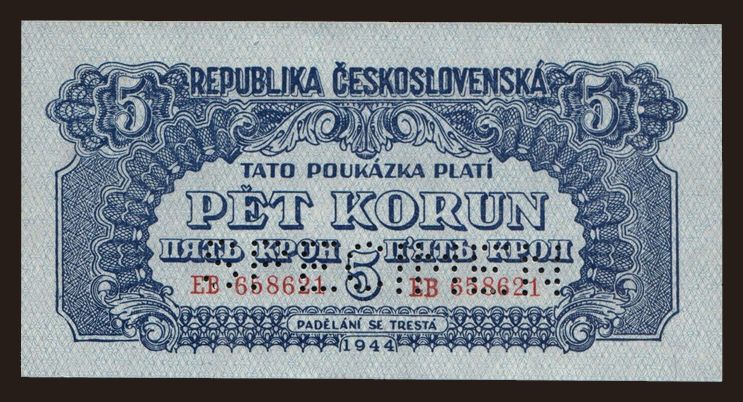 5 REPUBLIKA ČESKOSLOVENSKÁ 5
TATO POUKÁZKA PLATÍ
PĚT KORUN
ПЯТЬ КРОН П'ЯТЬ КРОН
SPECIMEN
EB 658621 5 EB 658621
PADĚLÁNÍ SE TRESTÁ
1944